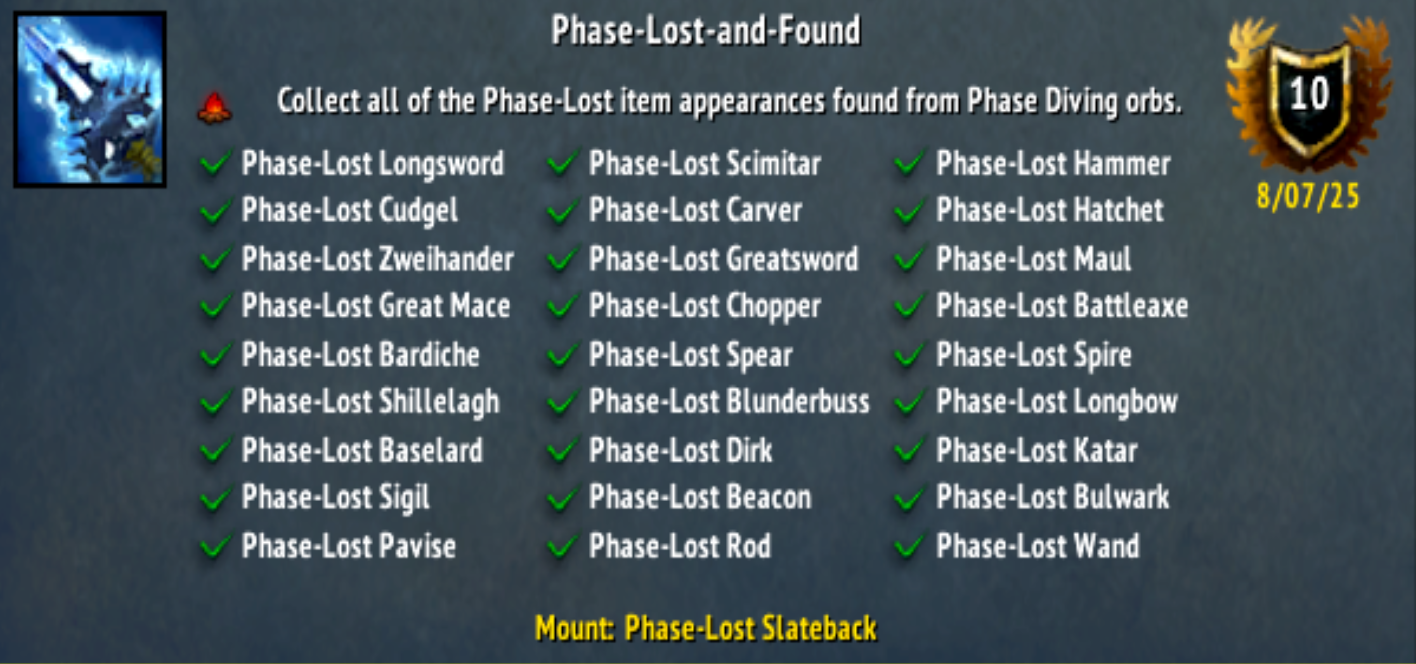 Phase-Lost-and-Found
10
Collect all of the Phase-Lost item appearances found from Phase Diving orbs.
8/07/25
Phase-Lost Longsword Phase-Lost Scimitar Phase-Lost Hammer
Phase-Lost Cudgel Phase-Lost Carver Phase-Lost Hatchet
Phase-Lost Zweihander Phase-Lost Greatsword Phase-Lost Maul
Phase-Lost Great Mace Phase-Lost Chopper Phase-Lost Battleaxe
Phase-Lost Bardiche Phase-Lost Spear Phase-Lost Spire
Phase-Lost Shillelagh Phase-Lost Blunderbuss Phase-Lost Longbow
Phase-Lost Baselard Phase-Lost Dirk Phase-Lost Katar
Phase-Lost Sigil Phase-Lost Beacon Phase-Lost Bulwark
Phase-Lost Pavise Phase-Lost Rod Phase-Lost Wand
Mount: Phase-Lost Slateback